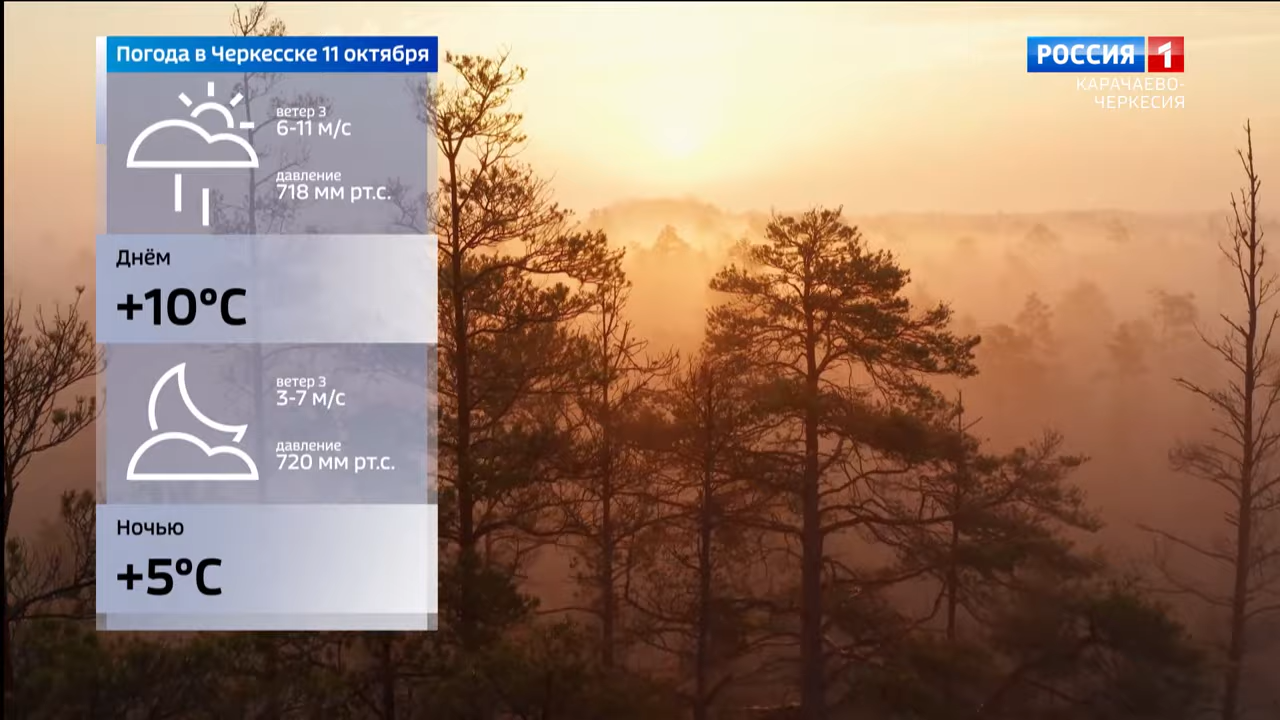 Погода в Черкесске 11 октября
ветер З
6-11 м/с
давление
718 мм рт.с.
Днём
+10°C
ветер З
3-7 м/с
давление
720 мм рт.с.
Ночью
+5°C
РОССИЯ 1
КАРАЧАЕВО-
ЧЕРКЕСИЯ